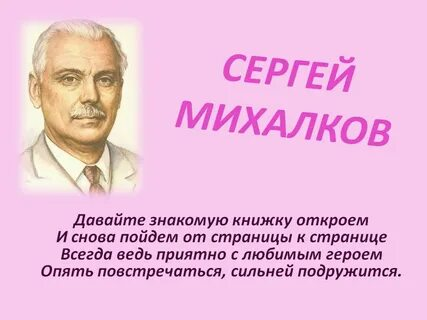 СЕРГЕЙ
МИХАЛКОВ
Давайте знакомую книжку откроем
И снова пойдем от страницы к странице
Всегда ведь приятно с любимым героем
Опять повстречаться, сильней подружится.